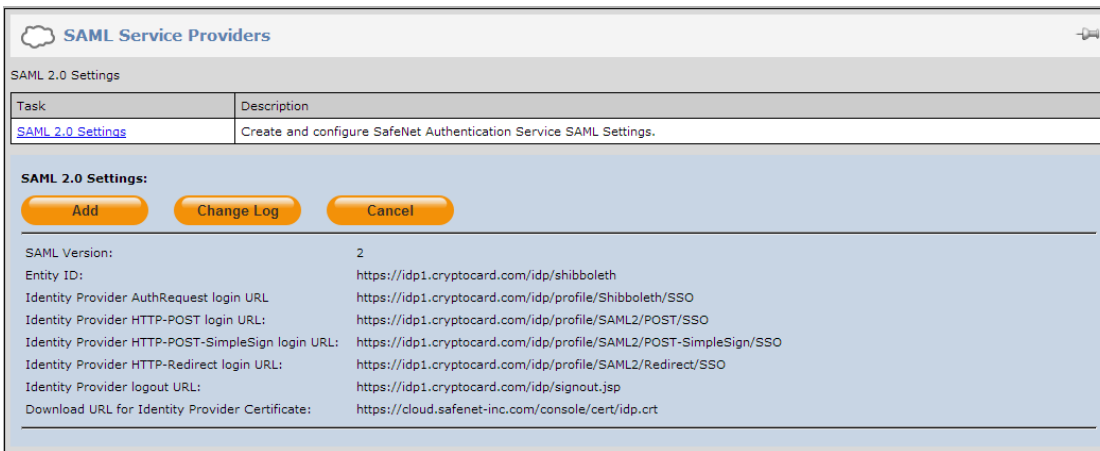 SAML Service Providers
SAML 2.0 Settings
Task Description
SAML 2.0 Settings Create and configure SafeNet Authentication Service SAML Settings.
SAML 2.0 Settings:
Add Change Log Cancel
SAML Version: 2
Entity ID: https://idp1.cryptocard.com/idp/shibboleth
Identity Provider AuthRequest login URL https://idp1.cryptocard.com/idp/profile/Shibboleth/SSO
Identity Provider HTTP-POST login URL: https://idp1.cryptocard.com/idp/profile/SAML2/POST/SSO
Identity Provider HTTP-POST-SimpleSign login URL: https://idp1.cryptocard.com/idp/profile/SAML2/POST-SimpleSign/SSO
Identity Provider HTTP-Redirect login URL: https://idp1.cryptocard.com/idp/profile/SAML2/Redirect/SSO
Identity Provider logout URL: https://idp1.cryptocard.com/idp/signout.jsp
Download URL for Identity Provider Certificate: https://cloud.safenet-inc.com/console/cert/idp.crt